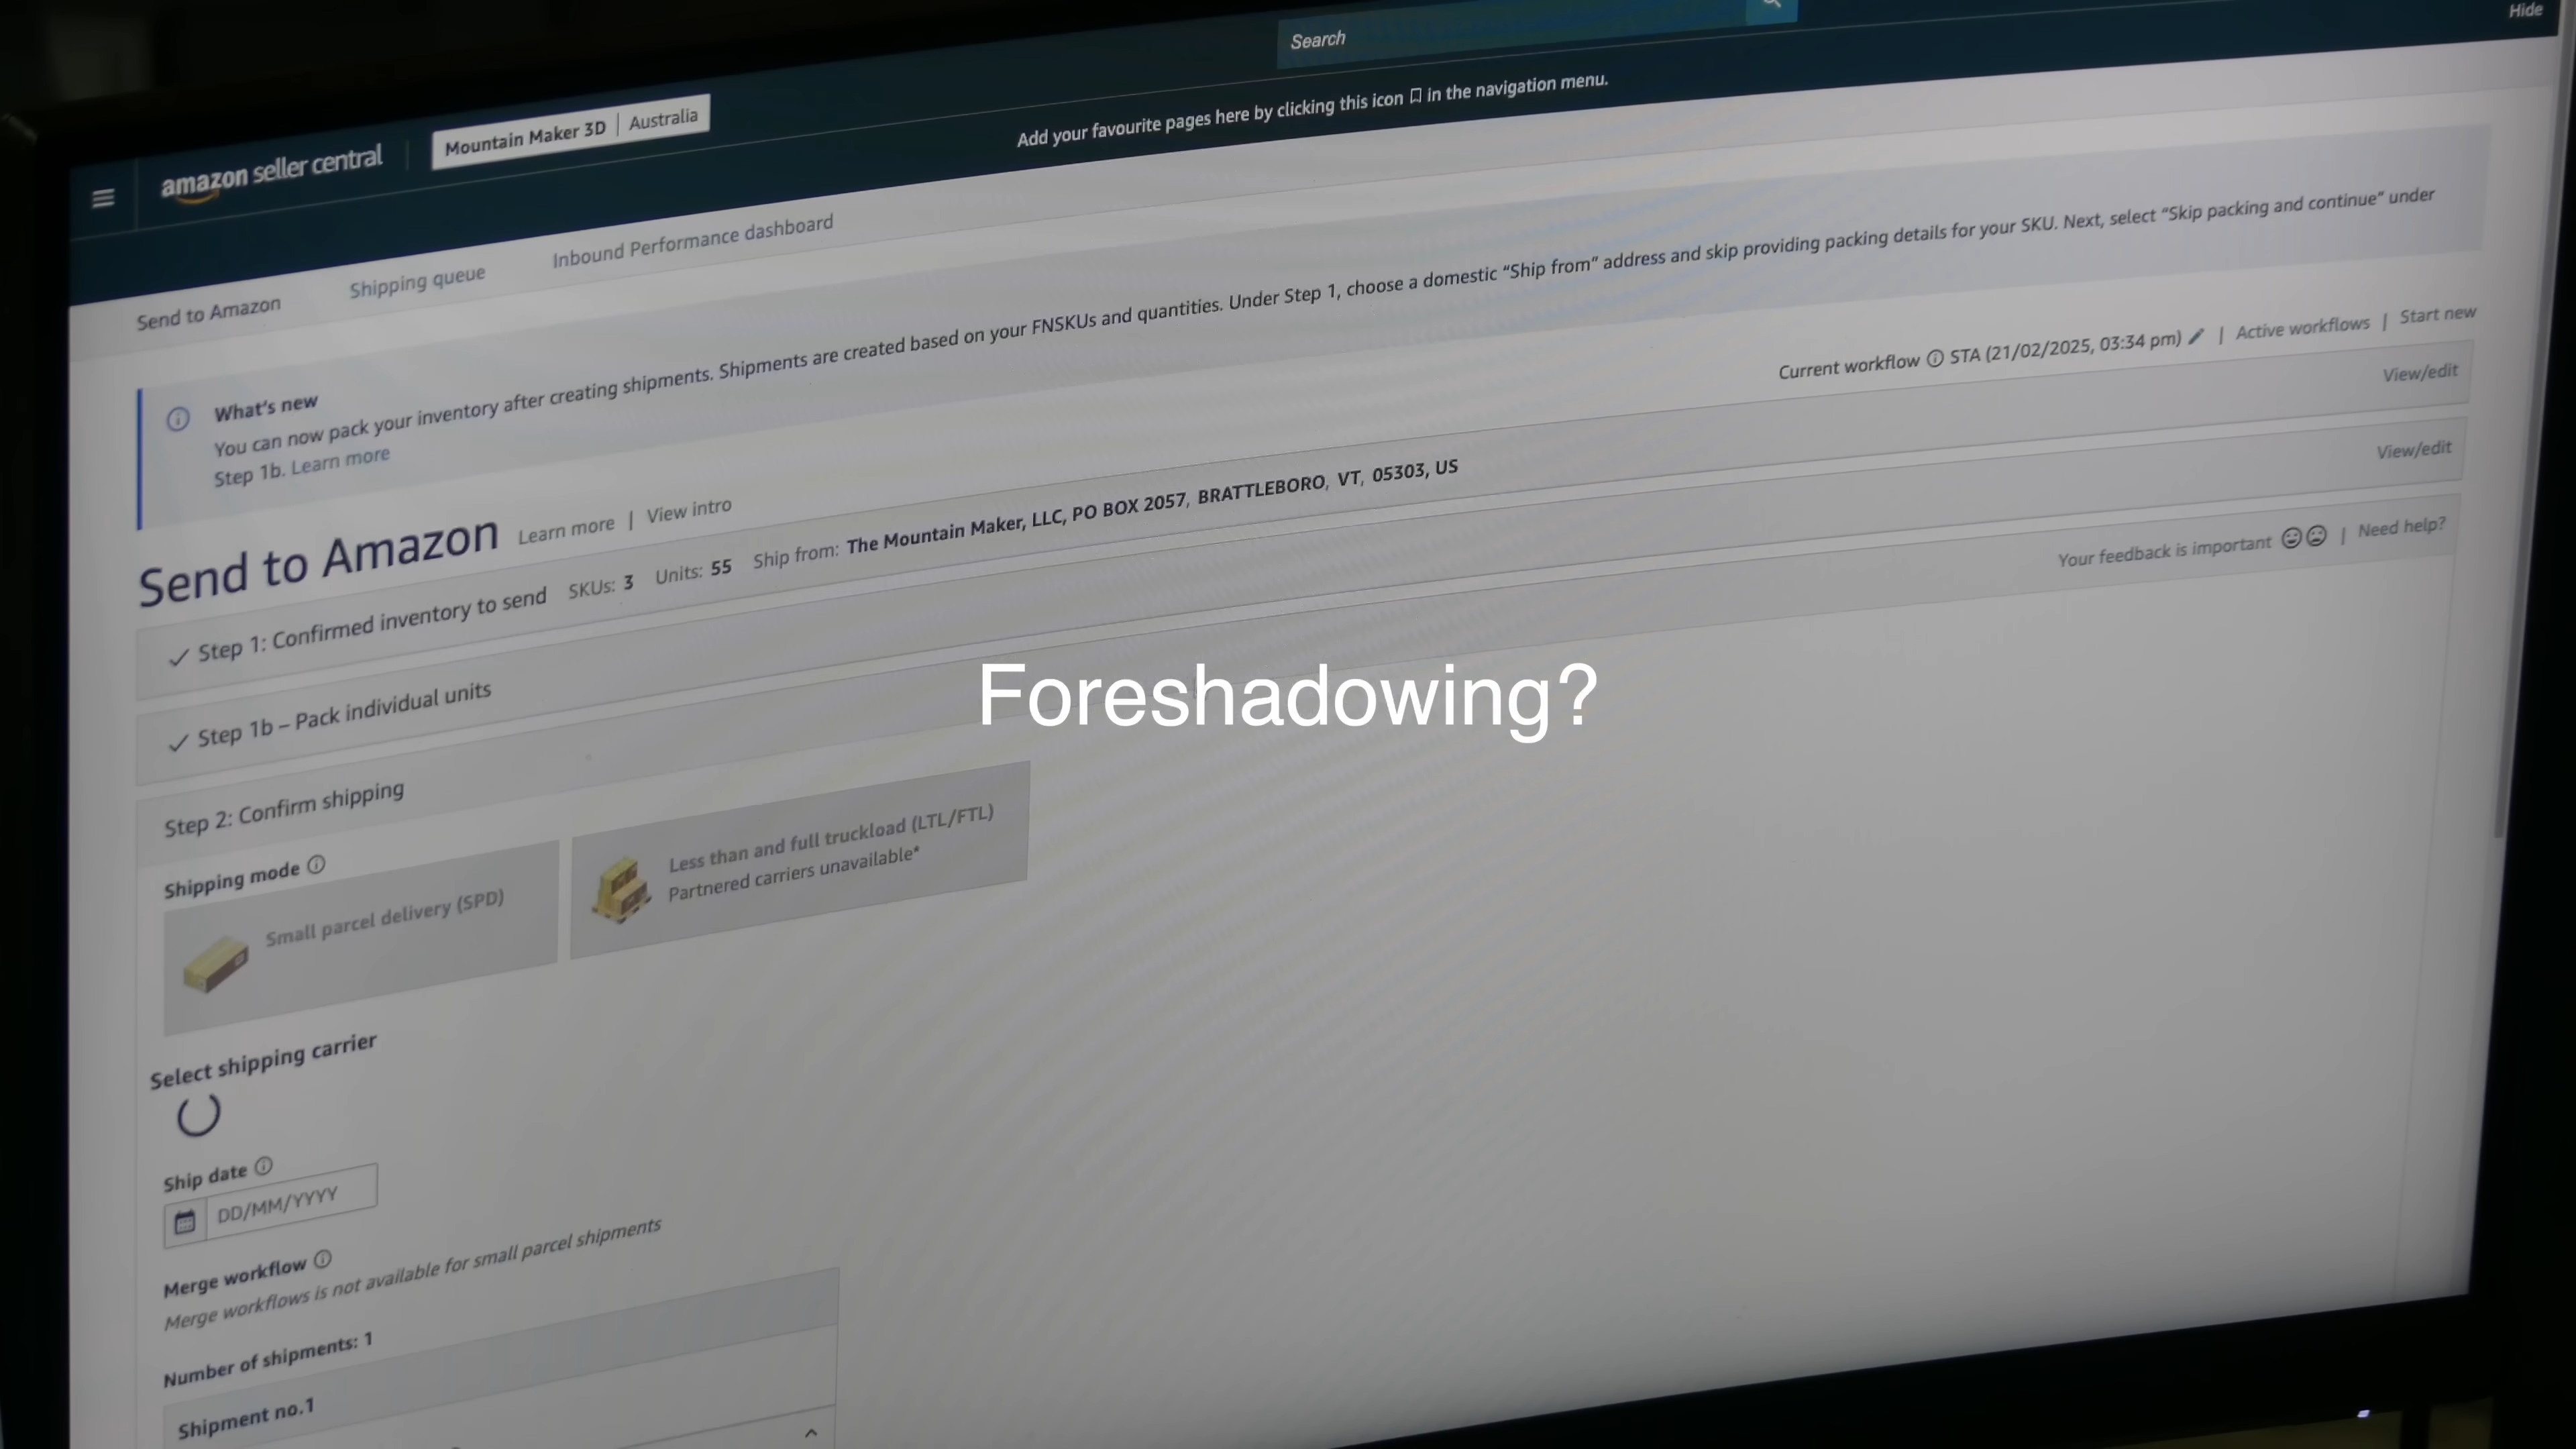 Search
Hide
Add your favourite pages here by clicking this icon in the navigation menu.
amazon seller central
Mountain Maker 3D | Australia
Send to Amazon
Shipping queue
Inbound Performance dashboard
What's new
You can now pack your inventory after creating shipments. Shipments are created based on your FNSKUs and quantities. Under Step 1, choose a domestic “Ship from” address and skip providing packing details for your SKU. Next, select “Skip packing and continue” under
Step 1b. Learn more
Current workflow STA (21/02/2025, 03:34 pm) | Active workflows | Start new
Send to Amazon Learn more | View intro
Step 1: Confirmed inventory to send SKUs: 3 Units: 55 Ship from: The Mountain Maker, LLC, PO BOX 2057, BRATTLEBORO, VT, 05303, US
View/edit
Step 1b – Pack individual units
View/edit
Step 2: Confirm shipping
Your feedback is important | Need help?
Foreshadowing?
Shipping mode
Small parcel delivery (SPD)
Less than and full truckload (LTL/FTL)
Partnered carriers unavailable*
Select shipping carrier
Ship date
DD/MM/YYYY
Merge workflow
Merge workflows is not available for small parcel shipments
Number of shipments: 1
Shipment no.1